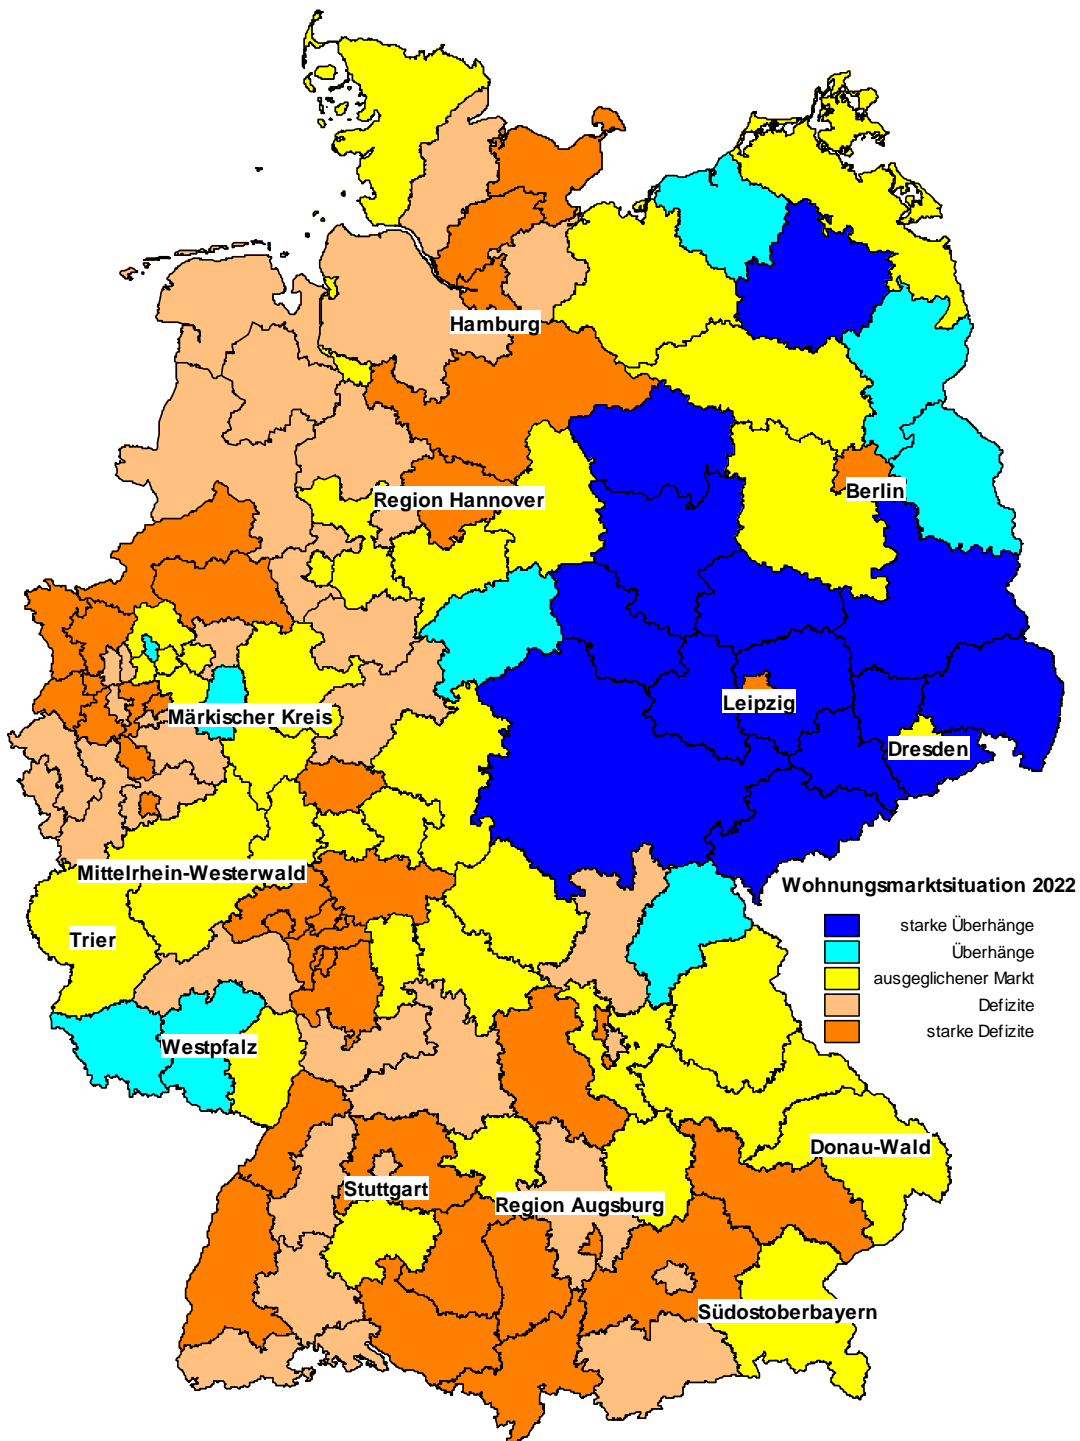 Hamburg
Region Hannover
Berlin
Leipzig
Märkischer Kreis
Dresden
Mittelrhein-Westerwald
Wohnungsmarktsituation 2022
starke Überhänge
Überhänge
ausgeglichener Markt
Defizite
starke Defizite
Trier
Westpfalz
Donau-Wald
Stuttgart
Region Augsburg
Südostoberbayern